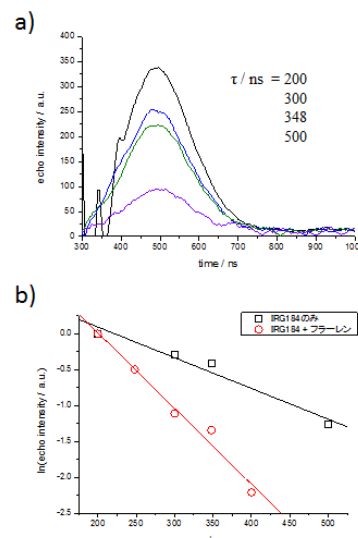 a)
400
350
300
250
200
150
100
50
0
echo intensity / a.u.
τ / ns = 200
300
348
500
300 400 500 600 700 800 900 1000
time / ns
b)
IRG184のみ
IRG184 + フラーレン
0.0
-0.5
-1.0
-1.5
-2.0
-2.5
ln(echo intensity / a.u.)
200 250 300 350 400 450 500